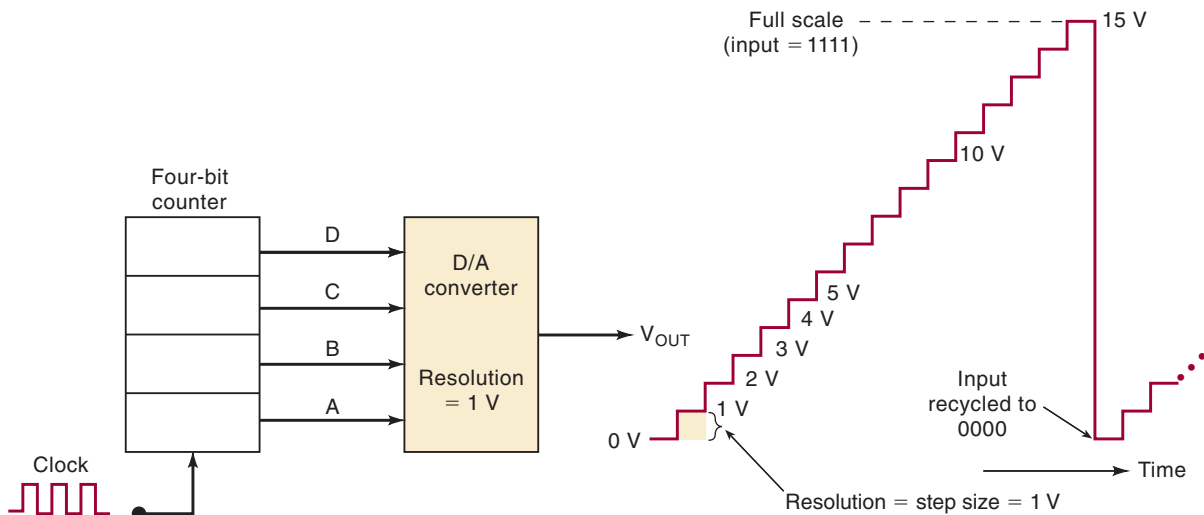 Full scale
(input = 1111)
15 V
10 V
Four-bit
counter
D
C
B
A
D/A
converter
Resolution
= 1 V
V_OUT
5 V
4 V
3 V
2 V
1 V
0 V
Input
recycled to
0000
Clock
Time
Resolution = step size = 1 V